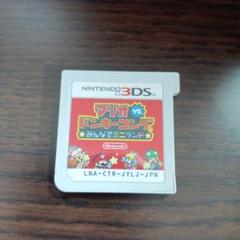 NINTENDO 3DS
マリオ VS.
ドンキーコング
みんなでミニランド
Nintendo
LNA-CTR-JYLJ-JPN